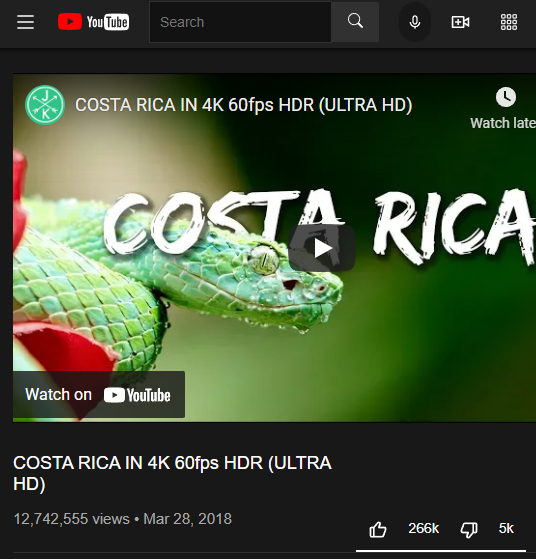 YouTube
Search
JK
COSTA RICA IN 4K 60fps HDR (ULTRA HD)
Watch late
COSTA RICA
Watch on YouTube
COSTA RICA IN 4K 60fps HDR (ULTRA
HD)
12,742,555 views • Mar 28, 2018
266k 5k